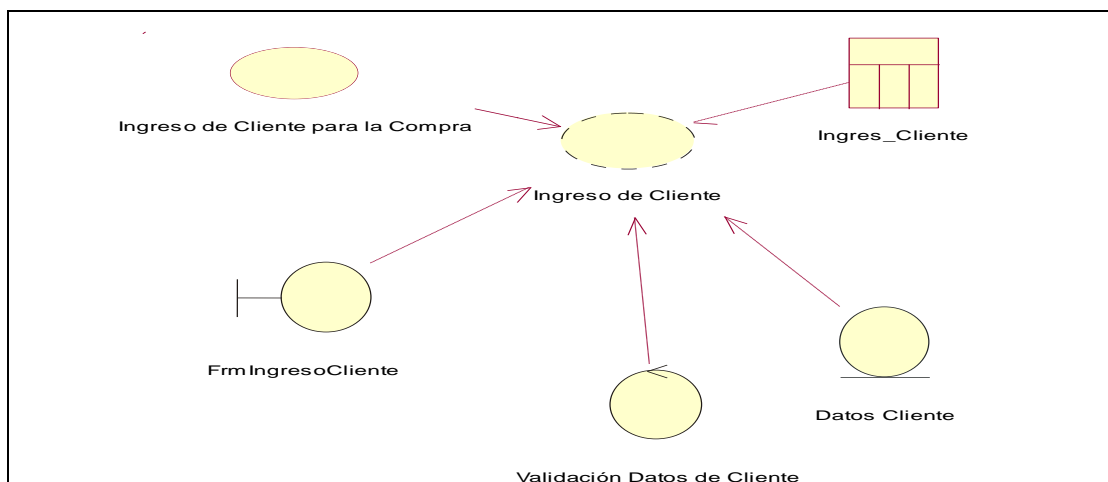 Ingreso de Cliente para la Compra
Ingres_Cliente
Ingreso de Cliente
FrmIngresoCliente
Datos Cliente
Validación Datos de Cliente